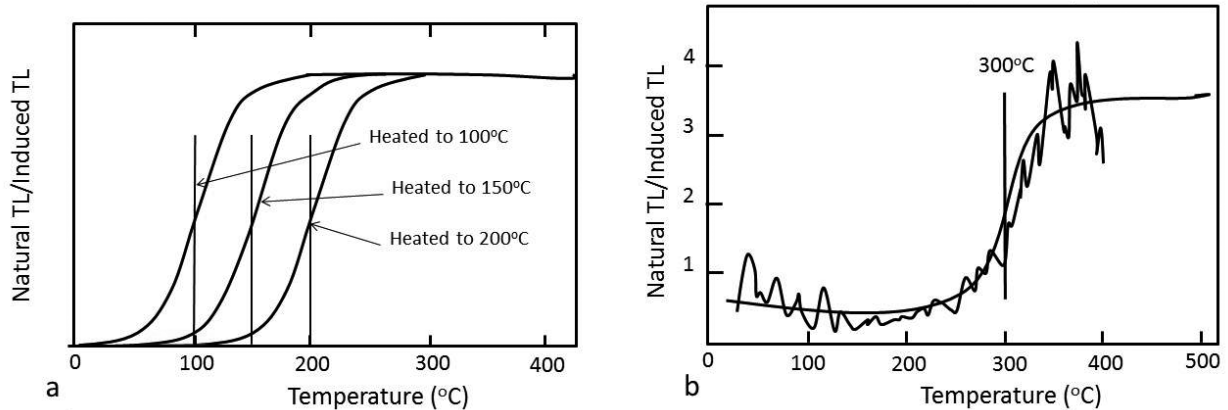 Natural TL/Induced TL
Heated to 100°C
Heated to 150°C
Heated to 200°C
0 100 200 300 400
Temperature (°C)
a
Natural TL/Induced TL
4
3
2
1
300°C
0 100 200 300 400 500
Temperature (°C)
b